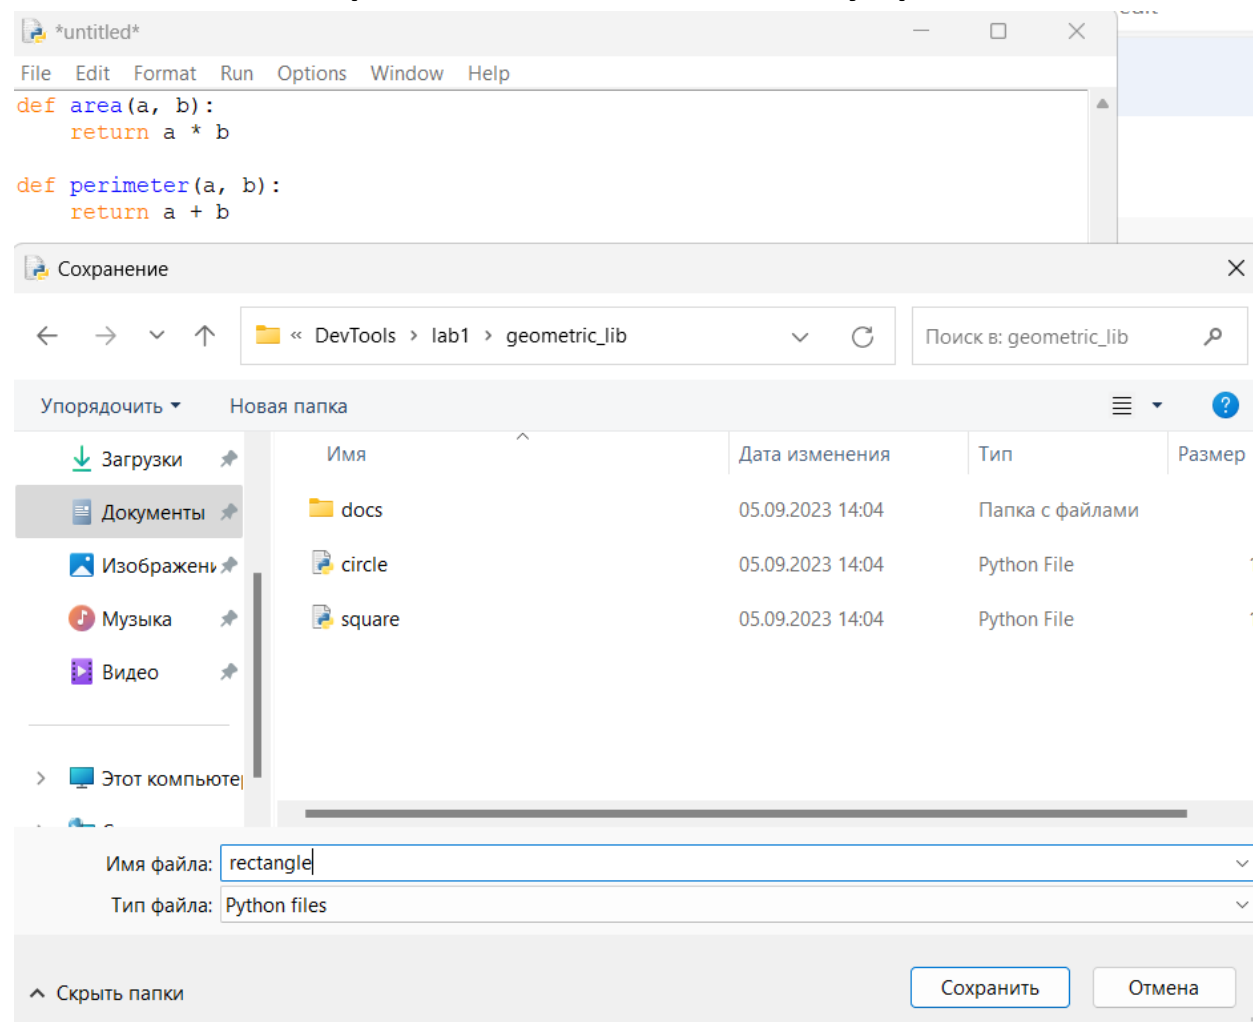 *untitled*
File Edit Format Run Options Window Help
def area(a, b):
    return a * b
def perimeter(a, b):
    return a + b
Сохранение
« DevTools > lab1 > geometric_lib
Поиск в: geometric_lib
Упорядочить Новая папка
Имя Дата изменения Тип Размер
Загрузки
Документы
Изображени
Музыка
Видео
Этот компьюте
docs 05.09.2023 14:04 Папка с файлами
circle 05.09.2023 14:04 Python File
square 05.09.2023 14:04 Python File
Имя файла: rectangle
Тип файла: Python files
Скрыть папки
Сохранить Отмена